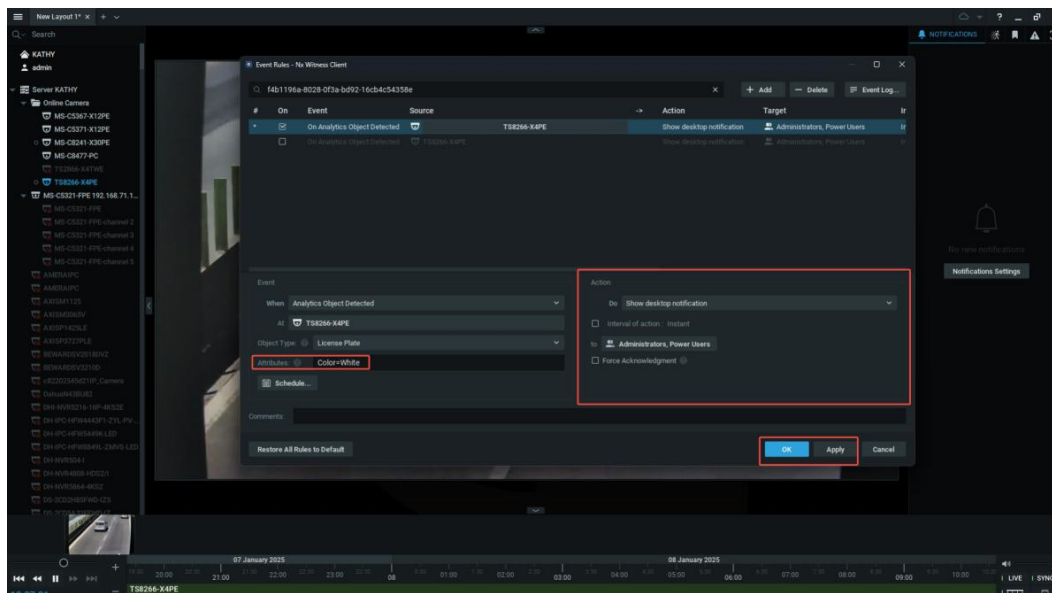 New Layout 1* × + ?
Search
NOTIFICATIONS
KATHY
admin
Server KATHY
Online Camera
MS-C5367-X12PE
MS-C5371-X12PE
MS-C8241-X30PE
MS-C8477-PC
TS2866-X4TWE
TS8266-X4PE
MS-C5321-FPE 192.168.71.1...
MS-C5321-FPE
MS-C5321-FPE-channel 2
MS-C5321-FPE-channel 3
MS-C5321-FPE-channel 4
MS-C5321-FPE-channel 5
AMERAIPC
AMERAIPC
AXISM1125
AXISM3065V
AXISP1425LE
AXISP3727PLE
BEWARDSV2018DVZ
BEWARDSV3210D
DahuaN43BU82
DHI-NVR5216-16P-4KS2E
DH-IPC-HFW4443F1-ZYL-PV-...
DH-IPC-HFW5449K-LED
DH-IPC-HFW8849L-ZMVS-LED
DH-NVR504-I
DH-NVR4808-HDS2/L
DH-NVR5864-4KS2
Event Rules - Nx Witness Client
f4b1196a-8028-0f3a-bd92-16cb4c54358e × + Add — Delete Event Log...
# On Event Source -> Action Target Ir
* On Analytics Object Detected TS8266-X4PE Show desktop notification Administrators, Power Users Ir
On Analytics Object Detected TS8266-X4PE Show desktop notification Administrators, Power Users
Event
When Analytics Object Detected
At TS8266-X4PE
Object Type: License Plate
Attributes: Color=White
Schedule...
Action
Do Show desktop notification
Interval of action : Instant
to Administrators, Power Users
Force Acknowledgment
Comments:
Restore All Rules to Default OK Apply Cancel
No new notifications
Notifications Settings
07 January 2025 08 January 2025
20:00 21:00 22:00 23:00 08 01:00 02:00 03:00 04:00 05:00 06:00 07:00 08:00 09:00 10:00
LIVE SYNC
TS8266-X4PE